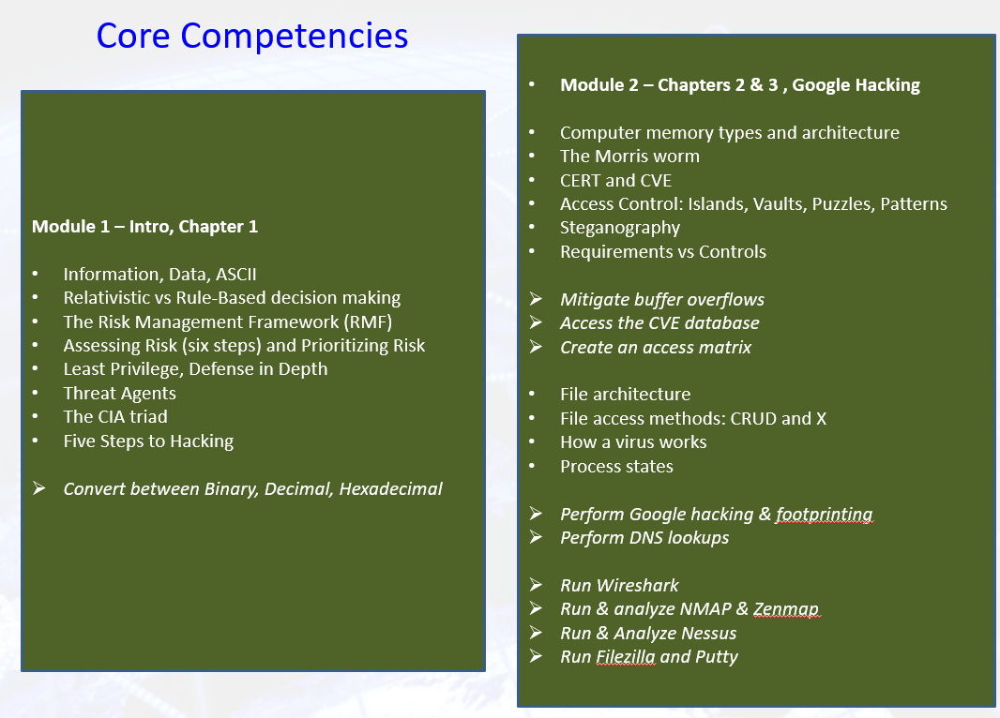 Core Competencies
Module 1 – Intro, Chapter 1
• Information, Data, ASCII
• Relativistic vs Rule-Based decision making
• The Risk Management Framework (RMF)
• Assessing Risk (six steps) and Prioritizing Risk
• Least Privilege, Defense in Depth
• Threat Agents
• The CIA triad
• Five Steps to Hacking
➢ Convert between Binary, Decimal, Hexadecimal
• Module 2 – Chapters 2 & 3 , Google Hacking
• Computer memory types and architecture
• The Morris worm
• CERT and CVE
• Access Control: Islands, Vaults, Puzzles, Patterns
• Steganography
• Requirements vs Controls
➢ Mitigate buffer overflows
➢ Access the CVE database
➢ Create an access matrix
• File architecture
• File access methods: CRUD and X
• How a virus works
• Process states
➢ Perform Google hacking & footprinting
➢ Perform DNS lookups
➢ Run Wireshark
➢ Run & analyze NMAP & Zenmap
➢ Run & Analyze Nessus
➢ Run Filezilla and Putty